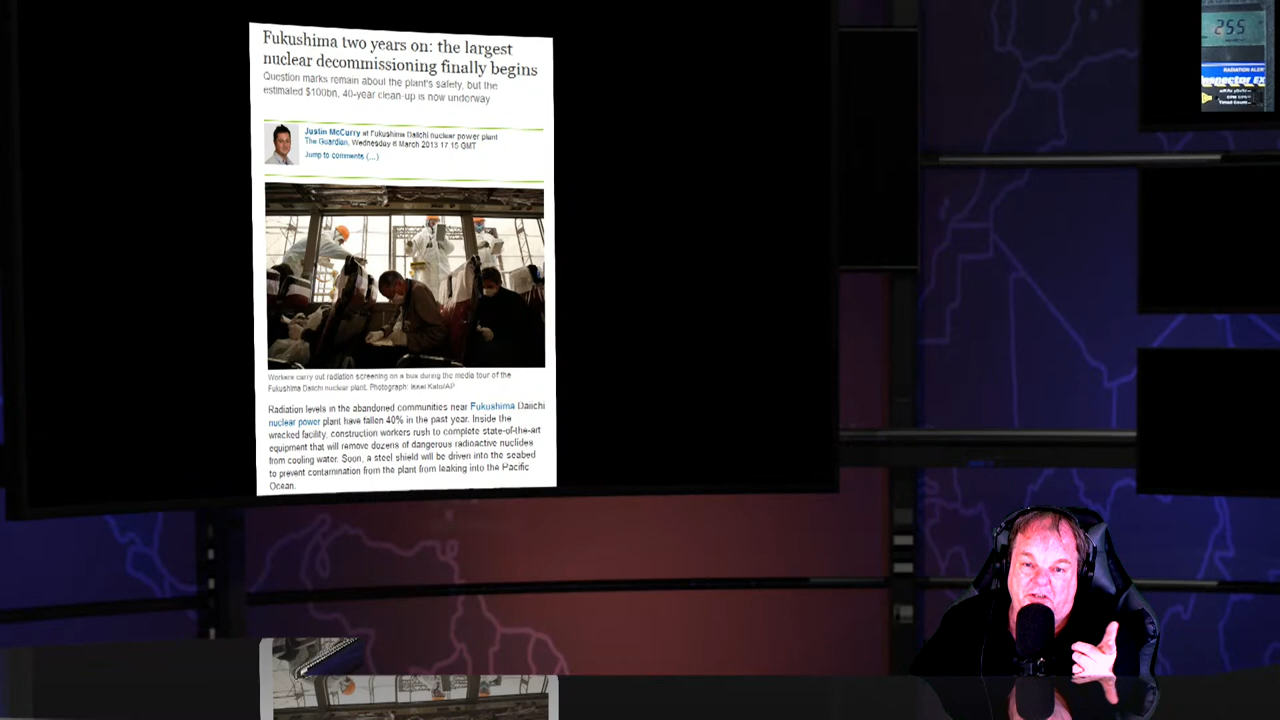 Fukushima two years on: the largest
nuclear decommissioning finally begins
Question marks remain about the plant's safety, but the
estimated $100bn, 40-year clean-up is now underway
Justin McCurry at Fukushima Daiichi nuclear power plant
The Guardian, Wednesday 6 March 2013 17.15 GMT
Jump to comments (...)
Workers carry out radiation screening on a bus during the media tour of the
Fukushima Daiichi nuclear plant. Photograph: Issei Kato/AP
Radiation levels in the abandoned communities near Fukushima Daiichi
nuclear power plant have fallen 40% in the past year. Inside the
wrecked facility, construction workers rush to complete state-of-the-art
equipment that will remove dozens of dangerous radioactive nuclides
from cooling water. Soon, a steel shield will be driven into the seabed
to prevent contamination from the plant from leaking into the Pacific
Ocean.
255
RADIATION ALERT
Inspector EX